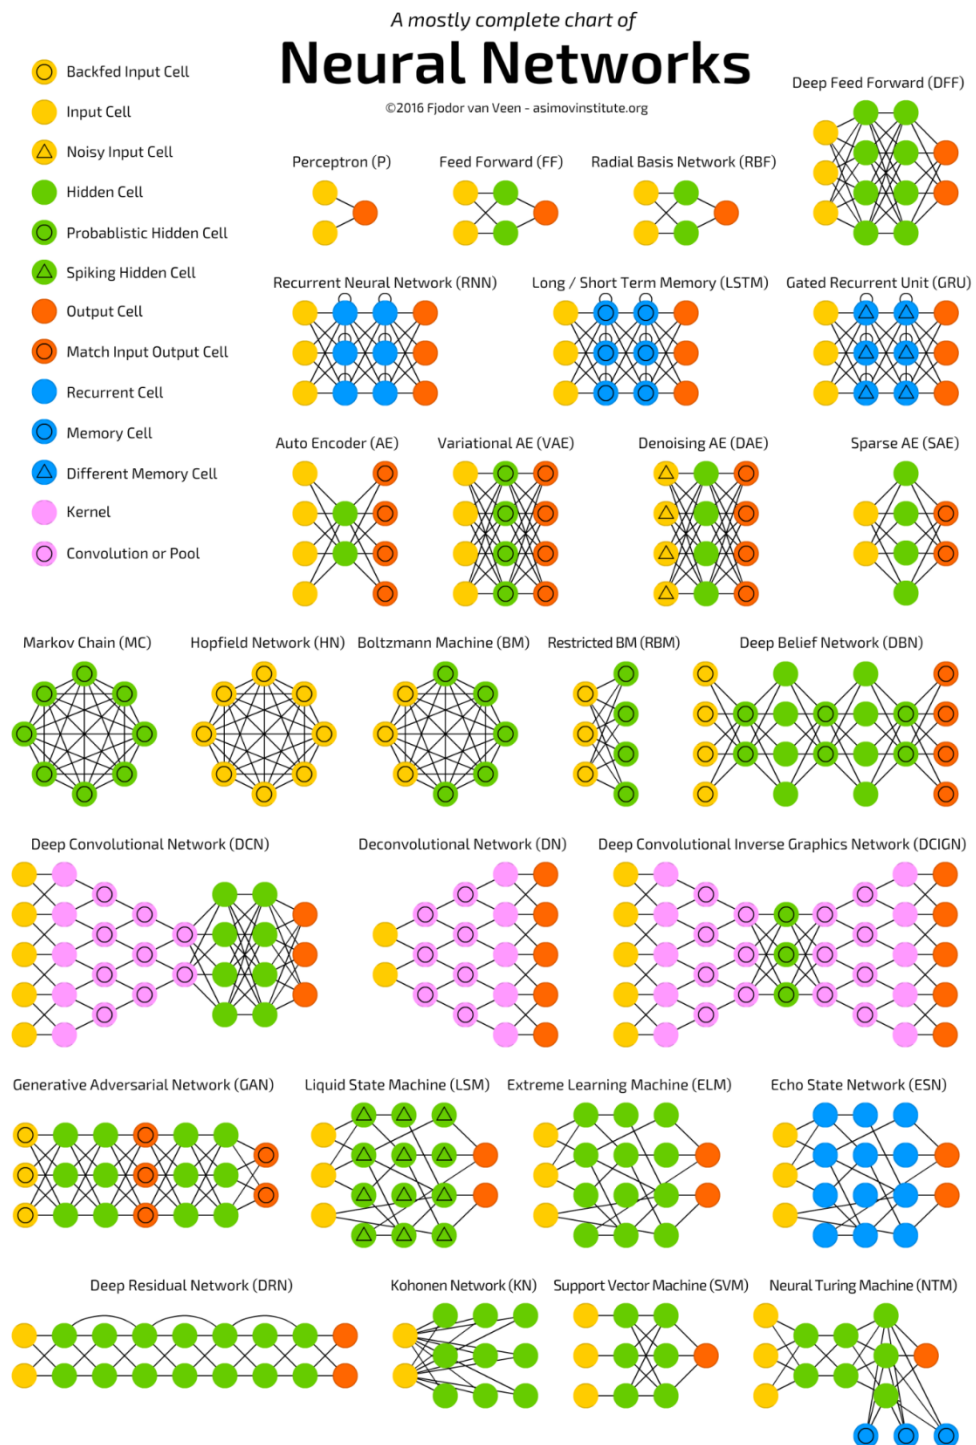 A mostly complete chart of
Neural Networks
©2016 Fjodor van Veen - asimovinstitute.org
Backfed Input Cell
Input Cell
Noisy Input Cell
Hidden Cell
Probablistic Hidden Cell
Spiking Hidden Cell
Output Cell
Match Input Output Cell
Recurrent Cell
Memory Cell
Different Memory Cell
Kernel
Convolution or Pool
Deep Feed Forward (DFF)
Perceptron (P)
Feed Forward (FF)
Radial Basis Network (RBF)
Recurrent Neural Network (RNN)
Long / Short Term Memory (LSTM)
Gated Recurrent Unit (GRU)
Auto Encoder (AE)
Variational AE (VAE)
Denoising AE (DAE)
Sparse AE (SAE)
Markov Chain (MC)
Hopfield Network (HN)
Boltzmann Machine (BM)
Restricted BM (RBM)
Deep Belief Network (DBN)
Deep Convolutional Network (DCN)
Deconvolutional Network (DN)
Deep Convolutional Inverse Graphics Network (DCIGN)
Generative Adversarial Network (GAN)
Liquid State Machine (LSM)
Extreme Learning Machine (ELM)
Echo State Network (ESN)
Deep Residual Network (DRN)
Kohonen Network (KN)
Support Vector Machine (SVM)
Neural Turing Machine (NTM)